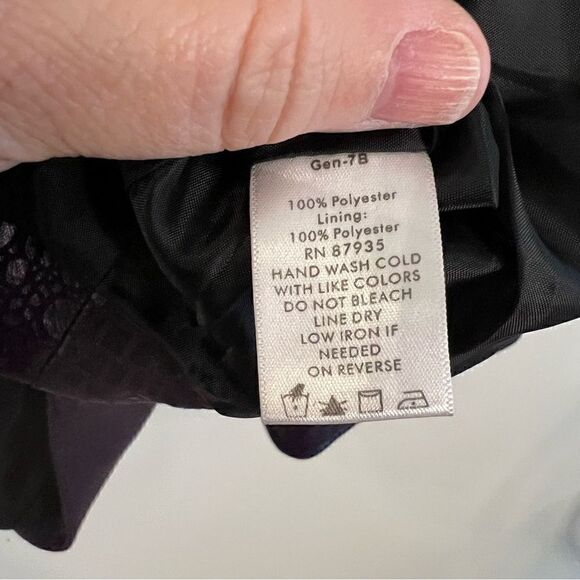 Gen-7B
100% Polyester
Lining:
100% Polyester
RN 87935
HAND WASH COLD
WITH LIKE COLORS
DO NOT BLEACH
LINE DRY
LOW IRON IF
NEEDED
ON REVERSE